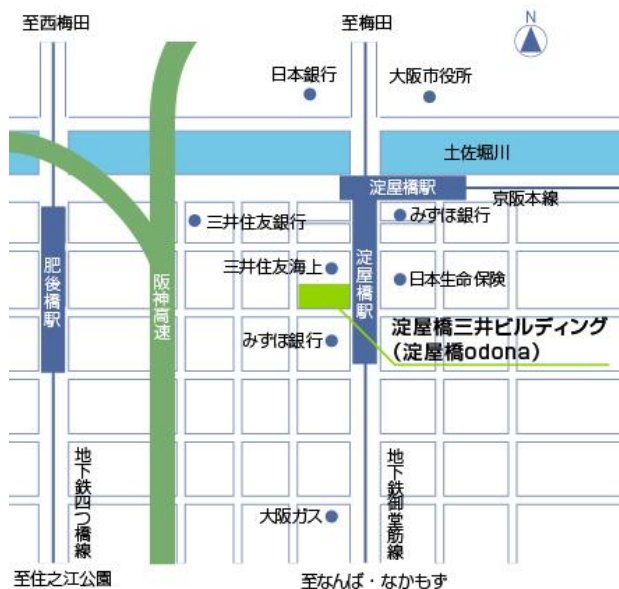 至西梅田
至梅田
N
日本銀行
大阪市役所
土佐堀川
淀屋橋駅
京阪本線
三井住友銀行
みずほ銀行
肥後橋駅
阪神高速
三井住友海上
淀屋橋駅
日本生命保険
淀屋橋三井ビルディング
(淀屋橋odona)
みずほ銀行
地下鉄四つ橋線
地下鉄御堂筋線
大阪ガス
至住之江公園
至なんば・なかもず